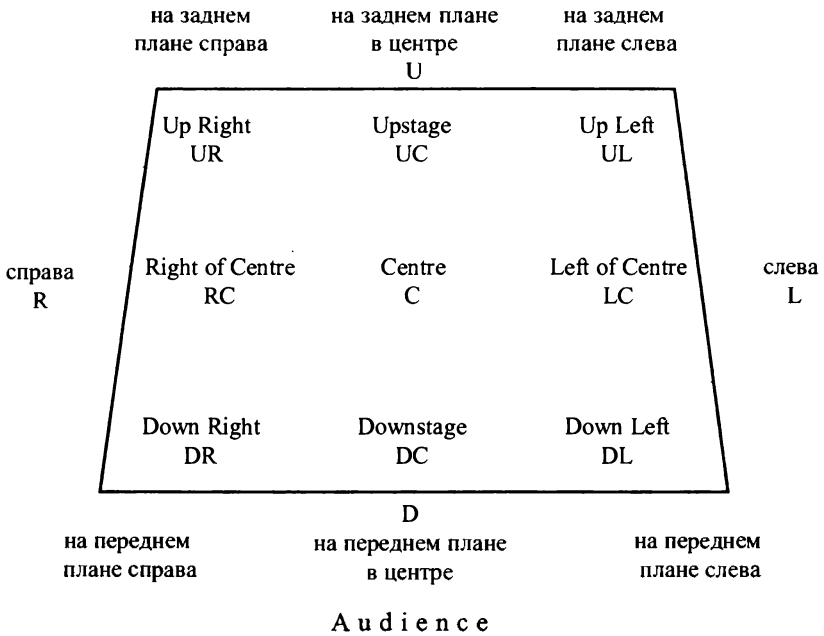 на заднем
плане справа
на заднем плане
в центре
U
на заднем
плане слева
Up Right
UR
Upstage
UC
Up Left
UL
справа
R
Right of Centre
RC
Centre
C
Left of Centre
LC
слева
L
Down Right
DR
Downstage
DC
Down Left
DL
D
на переднем
плане справа
на переднем плане
в центре
на переднем
плане слева
Audience